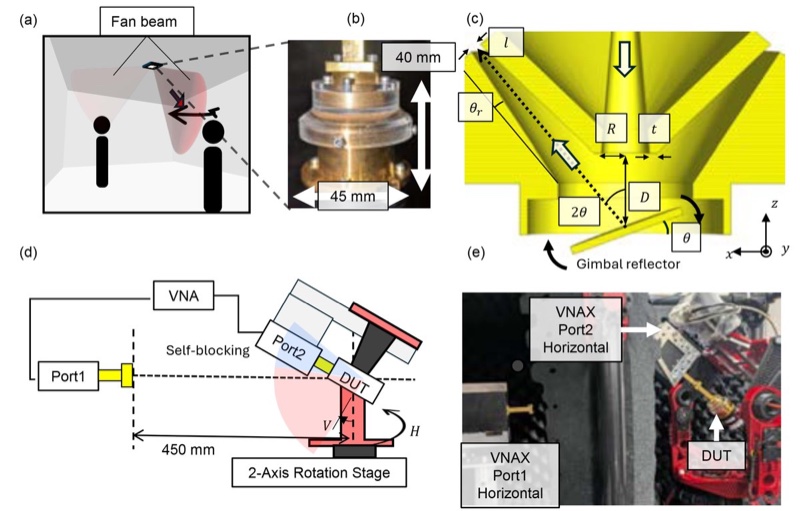 (a)
Fan beam
(b)
40 mm
45 mm
(c)
l
θr
R
t
2θ
D
θ
z
x
y
Gimbal reflector
(d)
VNA
Self-blocking
Port1
Port2
DUT
V
H
450 mm
2-Axis Rotation Stage
(e)
VNAX
Port2
Horizontal
VNAX
Port1
Horizontal
DUT